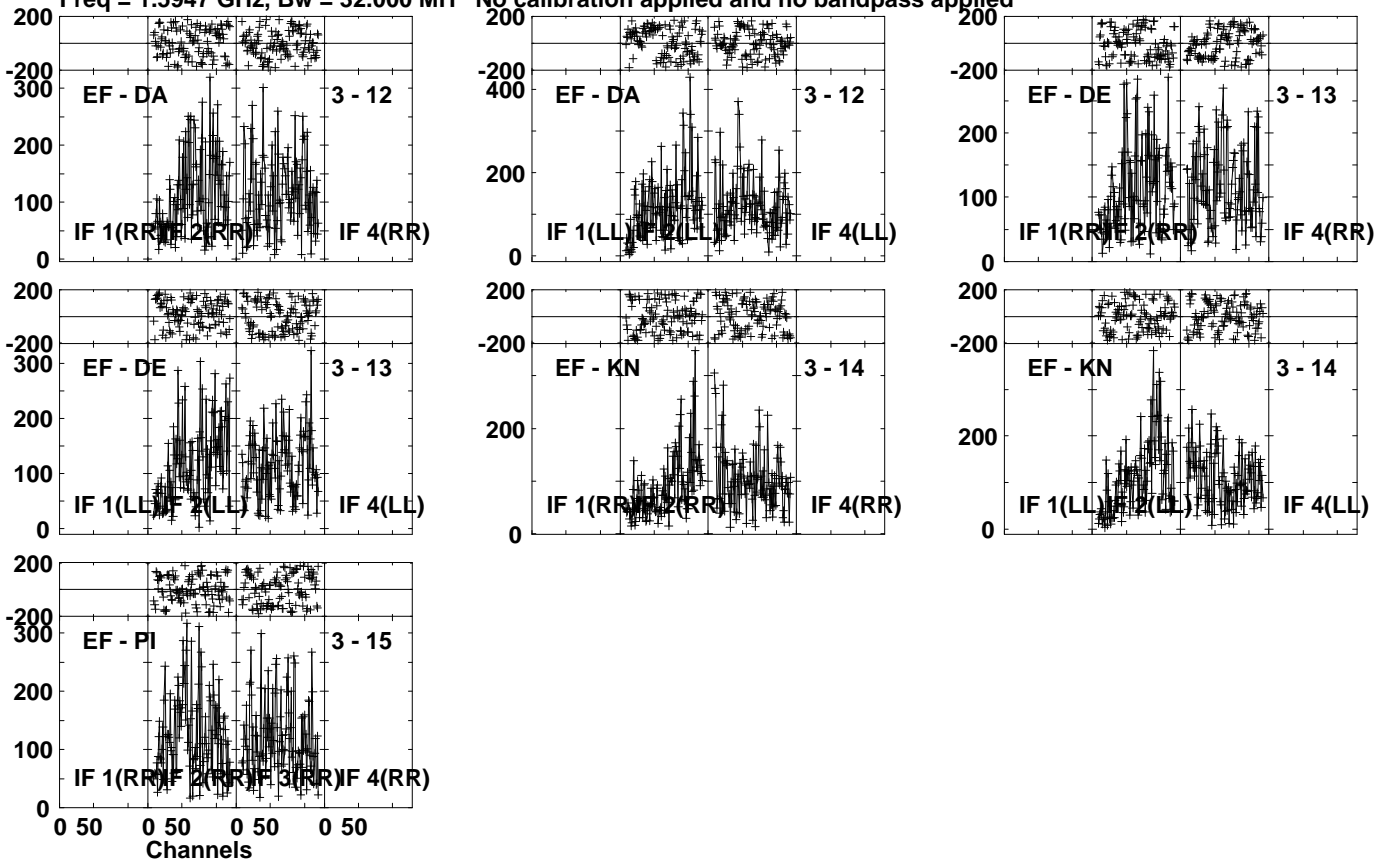 Freq = 1.5947 GHz, Bw = 32.000 MH No calibration applied and no bandpass applied
200
-200
300
200
100
0
EF - DA
3 - 12
IF 1(RR)
IF 2(RR)
IF 4(RR)
200
-200
400
200
0
EF - DA
3 - 12
IF 1(LL)
IF 2(LL)
IF 4(LL)
200
-200
200
100
0
EF - DE
3 - 13
IF 1(RR)
IF 2(RR)
IF 4(RR)
200
-200
300
200
100
0
EF - DE
3 - 13
IF 1(LL)
IF 2(LL)
IF 4(LL)
200
-200
200
0
EF - KN
3 - 14
IF 1(RR)
IF 2(RR)
IF 4(RR)
200
-200
200
0
EF - KN
3 - 14
IF 1(LL)
IF 2(LL)
IF 4(LL)
200
-200
300
200
100
0
EF - PI
3 - 15
IF 1(RR)
IF 2(RR)
IF 3(RR)
IF 4(RR)
0 50 0 50 0 50 0 50
Channels